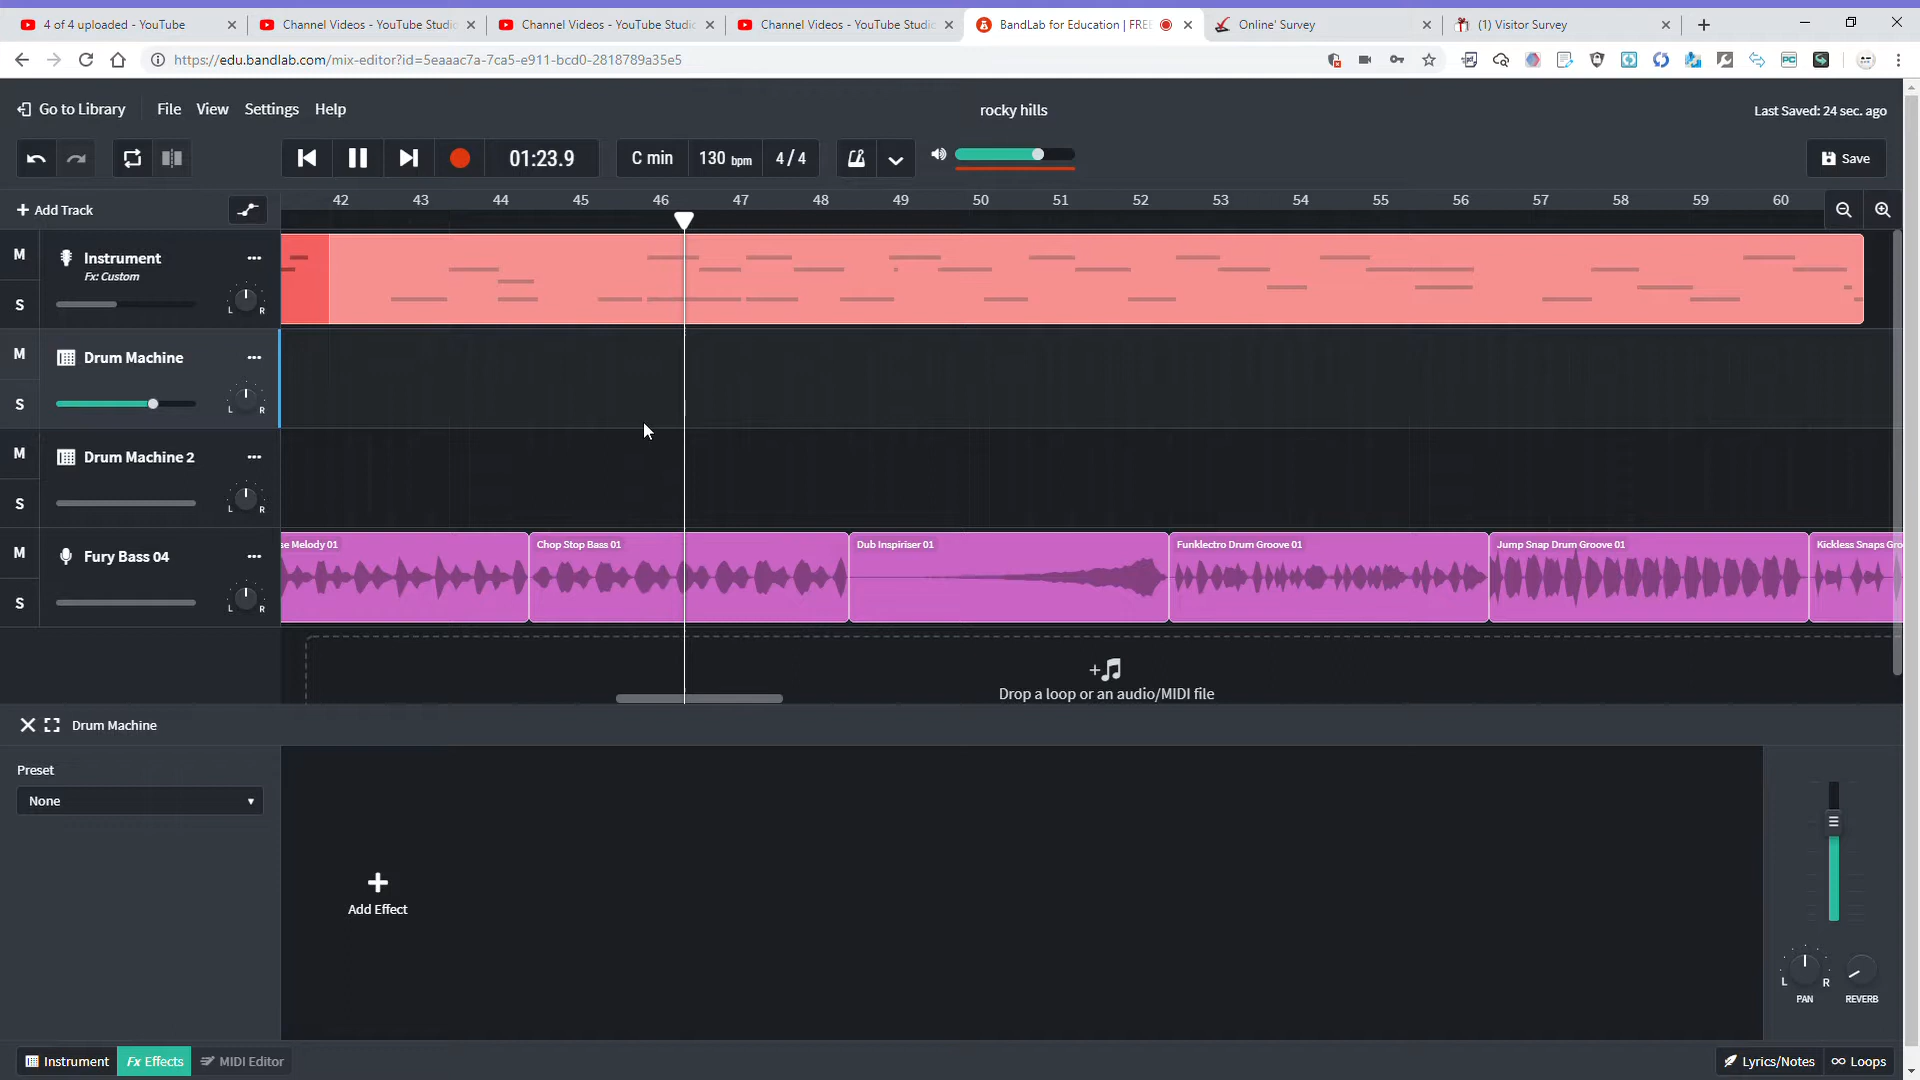 4 of 4 uploaded - YouTube
Channel Videos - YouTube Studio
Channel Videos - YouTube Studio
Channel Videos - YouTube Studio
BandLab for Education | FREE
Online' Survey
(1) Visitor Survey
https://edu.bandlab.com/mix-editor?id=5eaaac7a-7ca5-e911-bcd0-2818789a35e5
Go to Library
File
View
Settings
Help
rocky hills
Last Saved: 24 sec. ago
01:23.9
C min
130 bpm
4 / 4
Save
+ Add Track
42 43 44 45 46 47 48 49 50 51 52 53 54 55 56 57 58 59 60
M
Instrument
Fx: Custom
S
L R
M
Drum Machine
S
L R
M
Drum Machine 2
S
L R
M
Fury Bass 04
S
L R
se Melody 01
Chop Stop Bass 01
Dub Inspiriser 01
Funklectro Drum Groove 01
Jump Snap Drum Groove 01
Kickless Snaps Gro
Drop a loop or an audio/MIDI file
Drum Machine
Preset
None
Add Effect
L R
PAN
REVERB
Instrument
Fx Effects
MIDI Editor
Lyrics/Notes
Loops